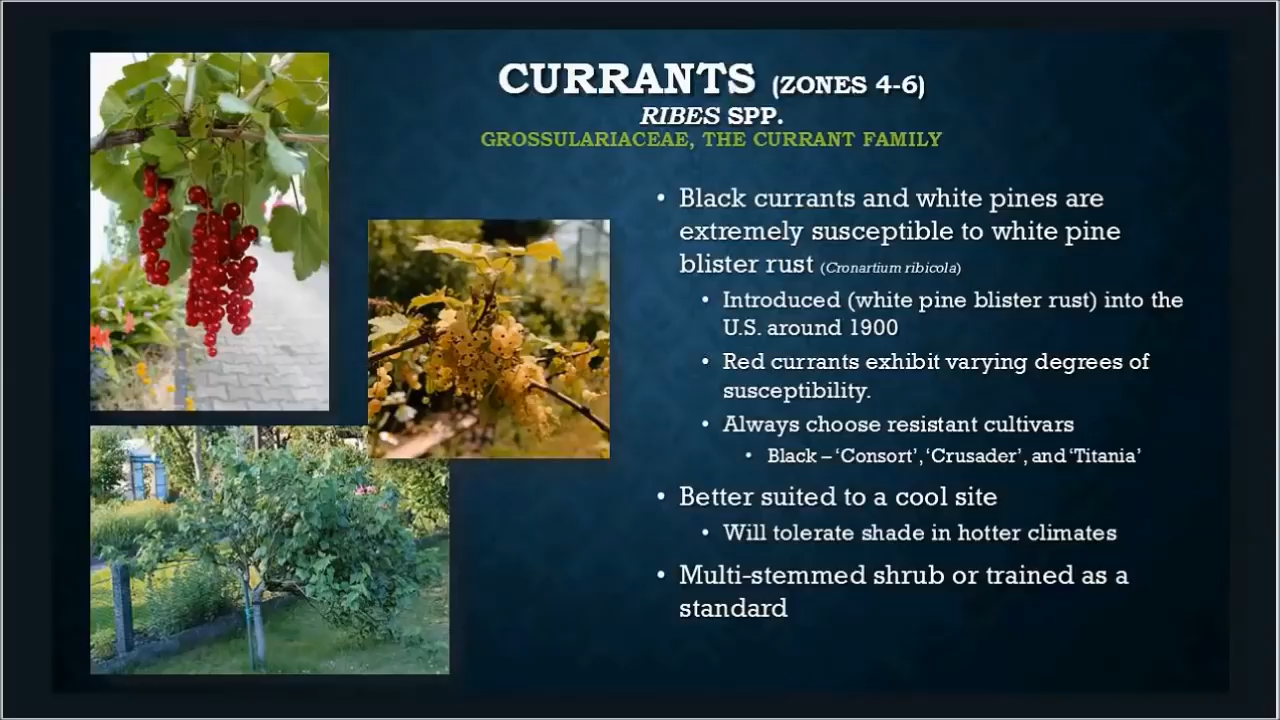 CURRANTS (ZONES 4-6)
RIBES SPP.
GROSSULARIACEAE, THE CURRANT FAMILY
• Black currants and white pines are
extremely susceptible to white pine
blister rust (Cronartium ribicola)
• Introduced (white pine blister rust) into the
U.S. around 1900
• Red currants exhibit varying degrees of
susceptibility.
• Always choose resistant cultivars
• Black – ‘Consort’, ‘Crusader’, and ‘Titania’
• Better suited to a cool site
• Will tolerate shade in hotter climates
• Multi-stemmed shrub or trained as a
standard